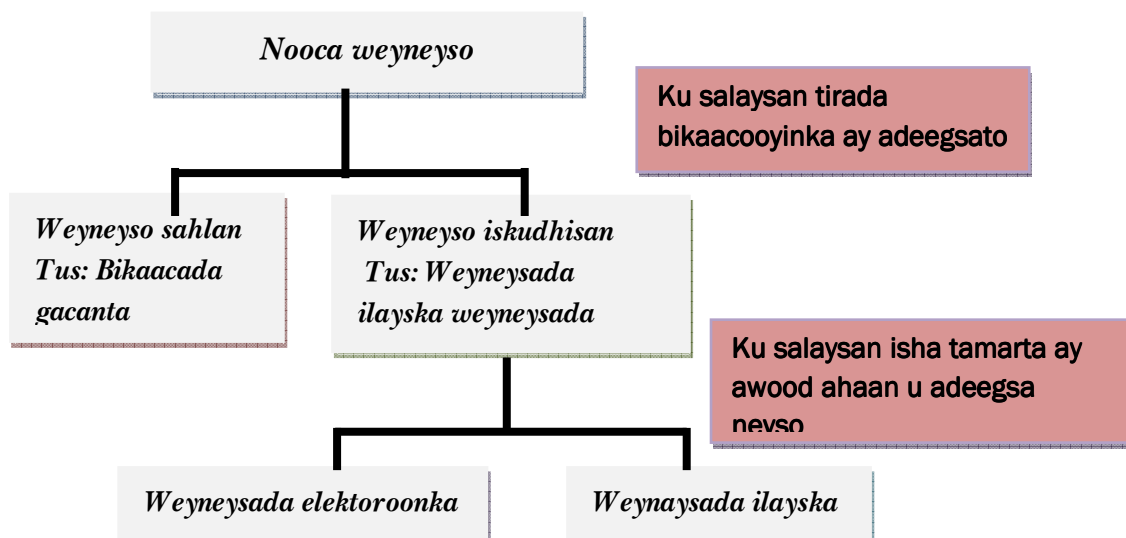 Nooca weyneyso
Ku salaysan tirada
bikaacooyinka ay adeegsato
Weyneyso sahlan
Tus: Bikaacada
gacanta
Weyneyso iskudhisan
Tus: Weyneysada
ilayska weyneysada
Ku salaysan isha tamarta ay
awood ahaan u adeegsa
neyso
Weyneysada elektoroonka
Weynaysada ilayska